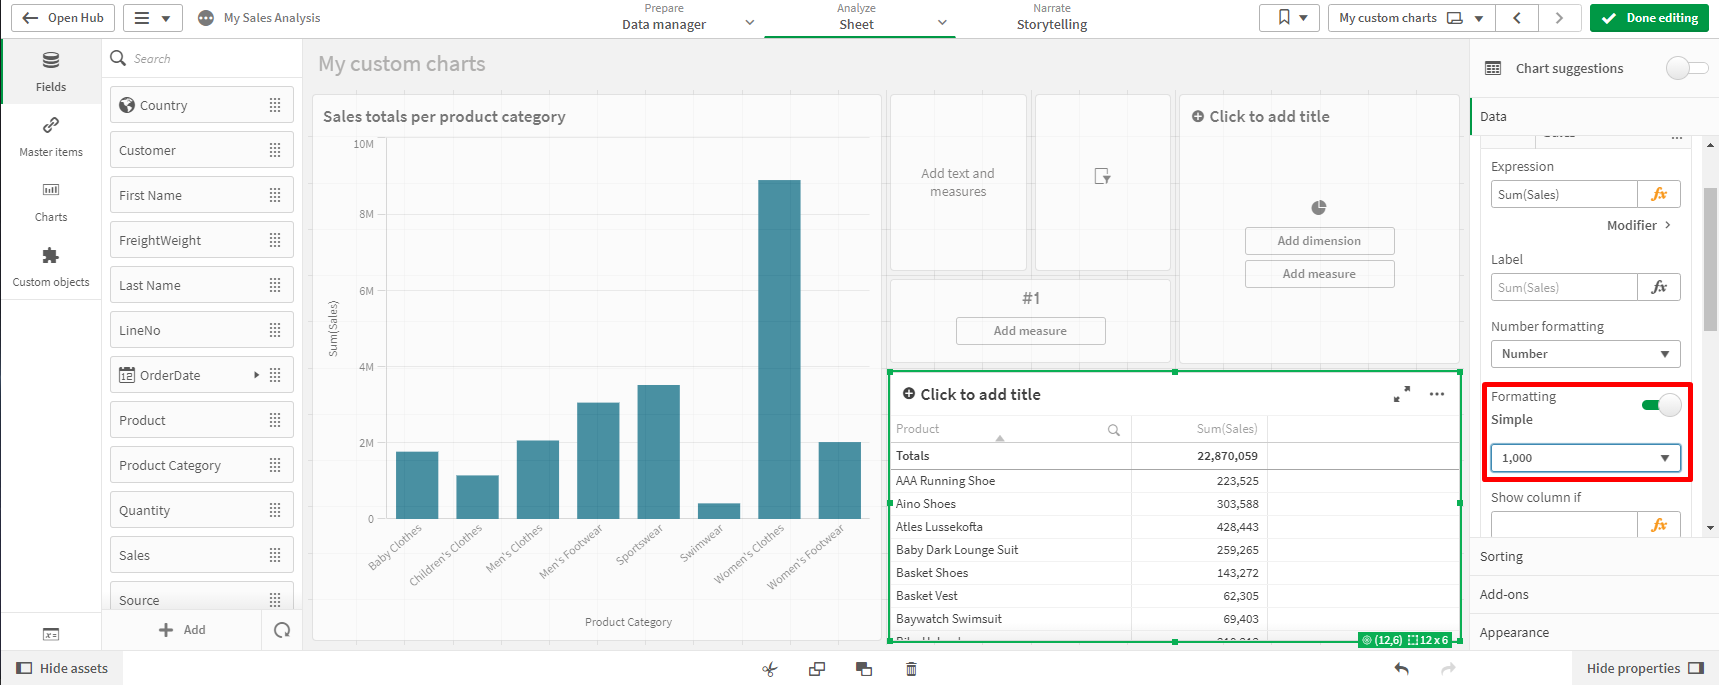 Open Hub
My Sales Analysis
Prepare
Data manager
Analyze
Sheet
Narrate
Storytelling
My custom charts
Done editing
Fields
Master items
Charts
Custom objects
Search
Country
Customer
First Name
FreightWeight
Last Name
LineNo
12 OrderDate
Product
Product Category
Quantity
Sales
Source
Add
My custom charts
Sales totals per product category
10M
8M
6M
4M
2M
0
Sum(Sales)
Baby Clothes
Children's Clothes
Men's Clothes
Men's Footwear
Sportswear
Swimwear
Women's Clothes
Women's Footwear
Product Category
Add text and
measures
#1
Add measure
Click to add title
Add dimension
Add measure
Click to add title
Product Sum(Sales)
Totals 22,870,059
AAA Running Shoe 223,525
Aino Shoes 303,588
Atles Lussekofta 428,443
Baby Dark Lounge Suit 259,265
Basket Shoes 143,272
Basket Vest 62,305
Baywatch Swimsuit 69,403
(12,6) 12 x 6
Chart suggestions
Data
Expression
Sum(Sales) fx
Modifier
Label
Sum(Sales) fx
Number formatting
Number
Formatting
Simple
1,000
Show column if
fx
Sorting
Add-ons
Appearance
Hide assets
Hide properties